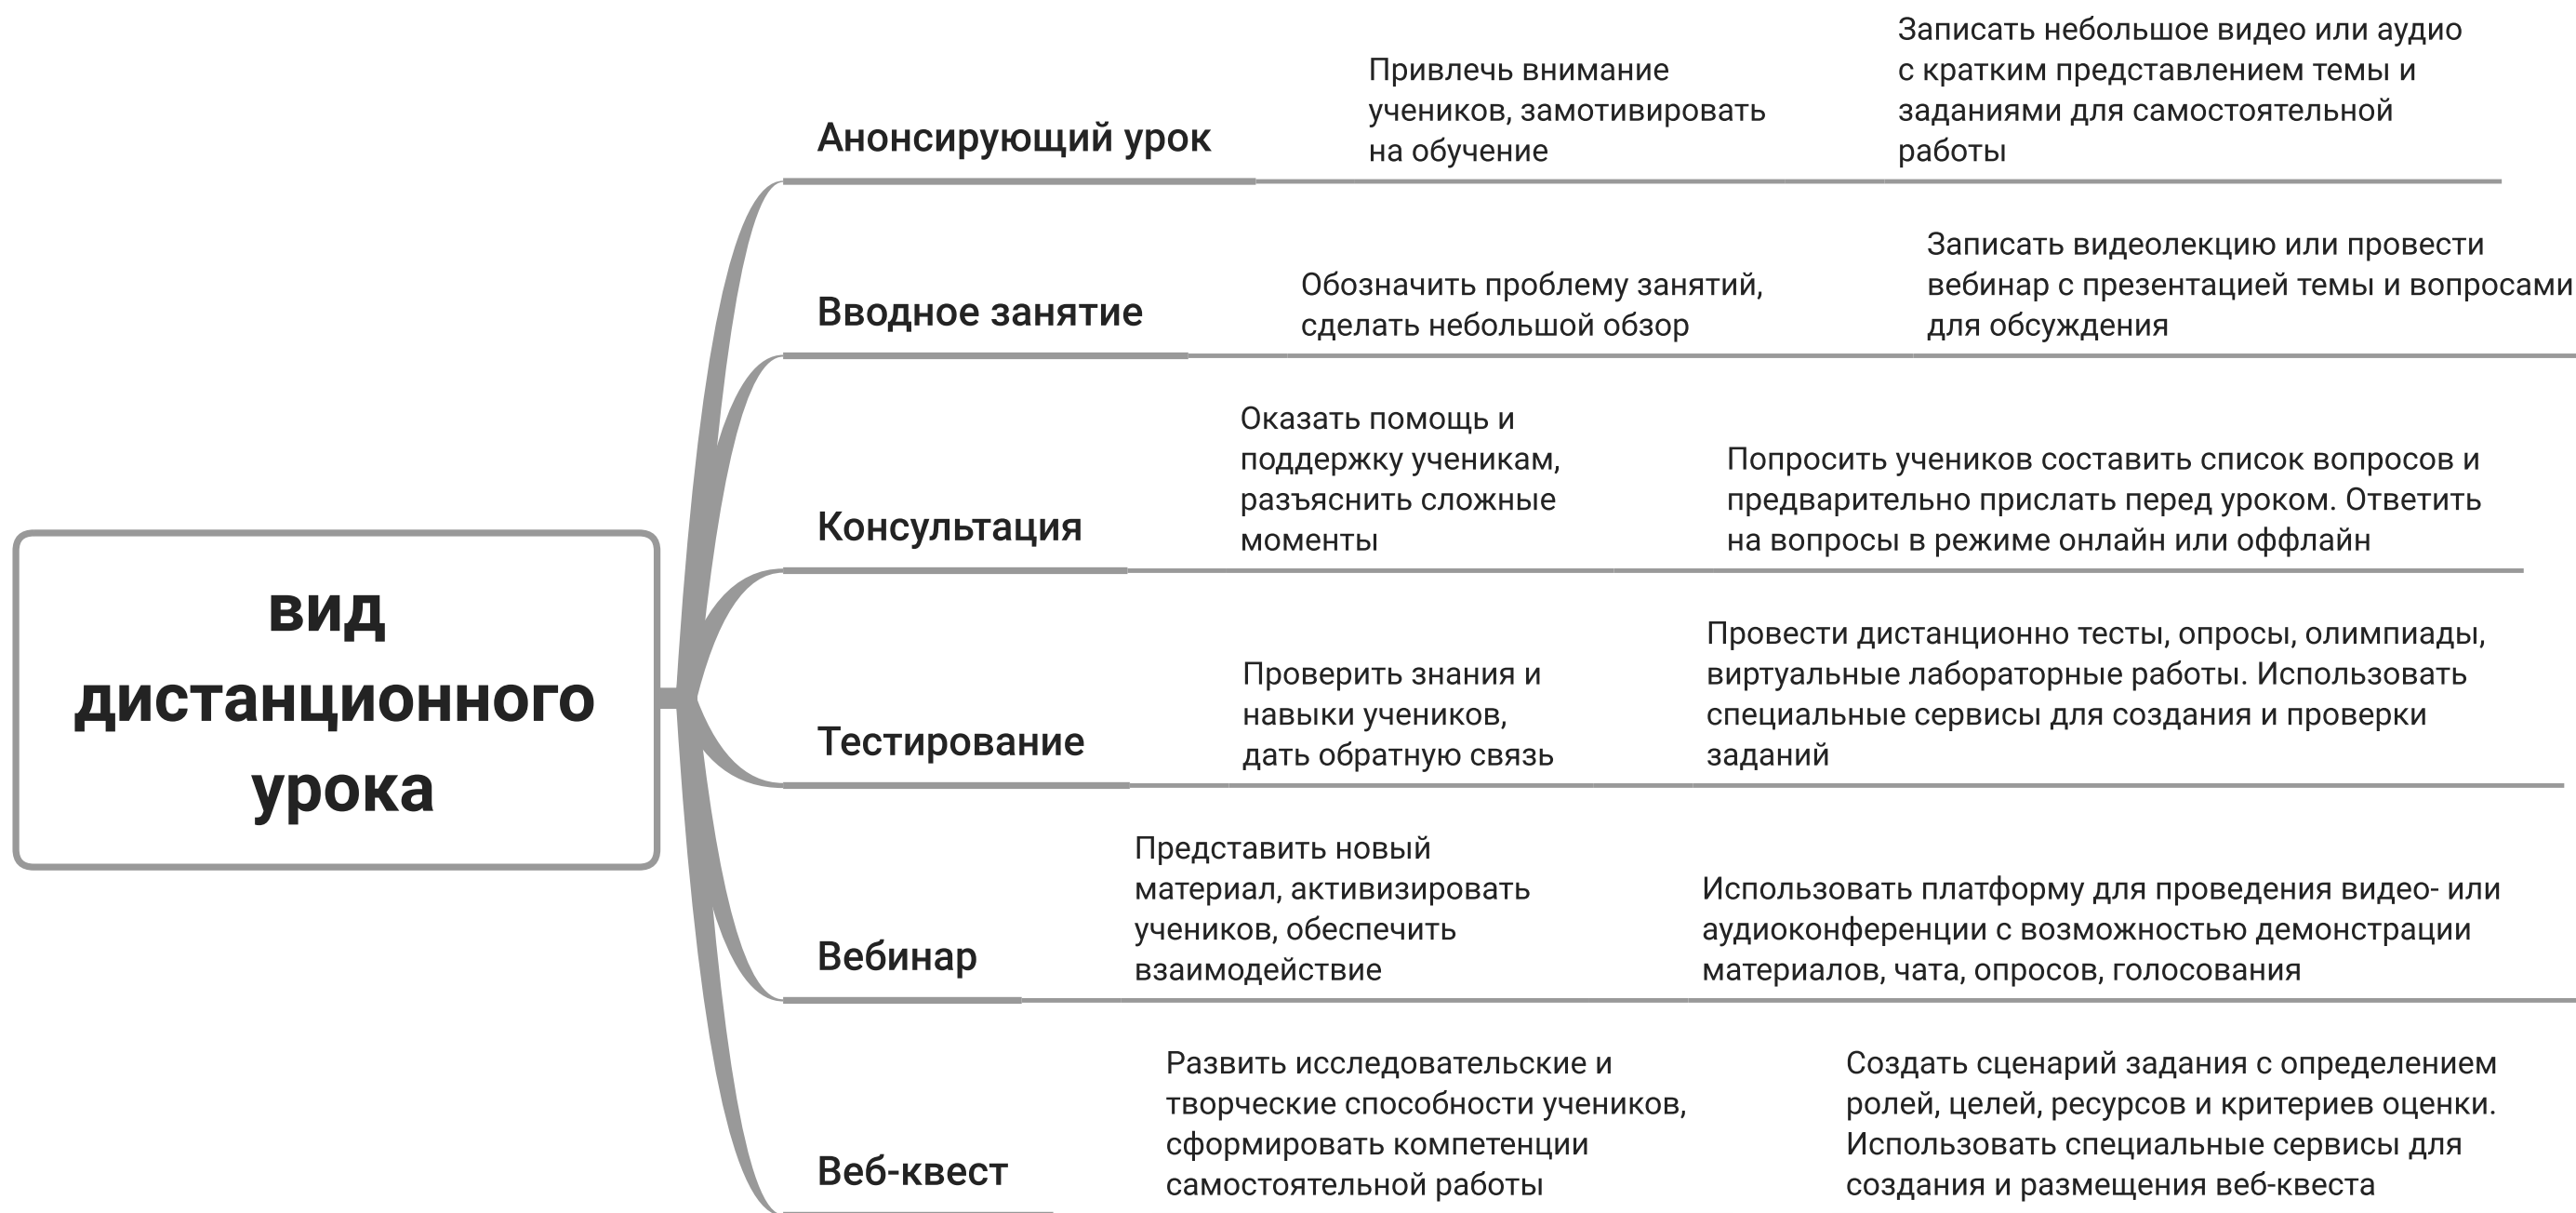 вид
дистанционного
урока
Анонсирующий урок
Привлечь внимание
учеников, замотивировать
на обучение
Записать небольшое видео или аудио
с кратким представлением темы и
заданиями для самостоятельной
работы
Вводное занятие
Обозначить проблему занятий,
сделать небольшой обзор
Записать видеолекцию или провести
вебинар с презентацией темы и вопросами
для обсуждения
Консультация
Оказать помощь и
поддержку ученикам,
разъяснить сложные
моменты
Попросить учеников составить список вопросов и
предварительно прислать перед уроком. Ответить
на вопросы в режиме онлайн или оффлайн
Тестирование
Проверить знания и
навыки учеников,
дать обратную связь
Провести дистанционно тесты, опросы, олимпиады,
виртуальные лабораторные работы. Использовать
специальные сервисы для создания и проверки
заданий
Вебинар
Представить новый
материал, активизировать
учеников, обеспечить
взаимодействие
Использовать платформу для проведения видео- или
аудиоконференции с возможностью демонстрации
материалов, чата, опросов, голосования
Веб-квест
Развить исследовательские и
творческие способности учеников,
сформировать компетенции
самостоятельной работы
Создать сценарий задания с определением
ролей, целей, ресурсов и критериев оценки.
Использовать специальные сервисы для
создания и размещения веб-квеста